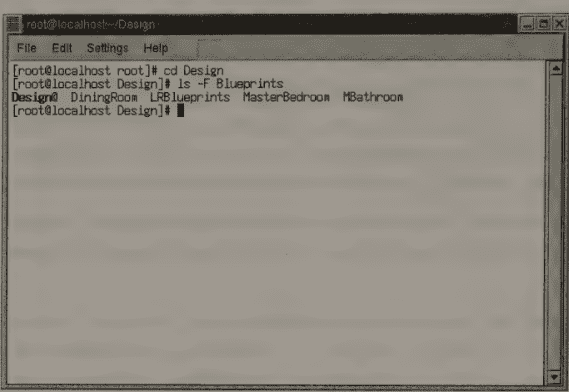 root@localhost:~/Design
File Edit Settings Help
[root@localhost root]# cd Design
[root@localhost Design]# ls -F Blueprints
Design@ DiningRoom LRBlueprints MasterBedroom MBathroom
[root@localhost Design]#